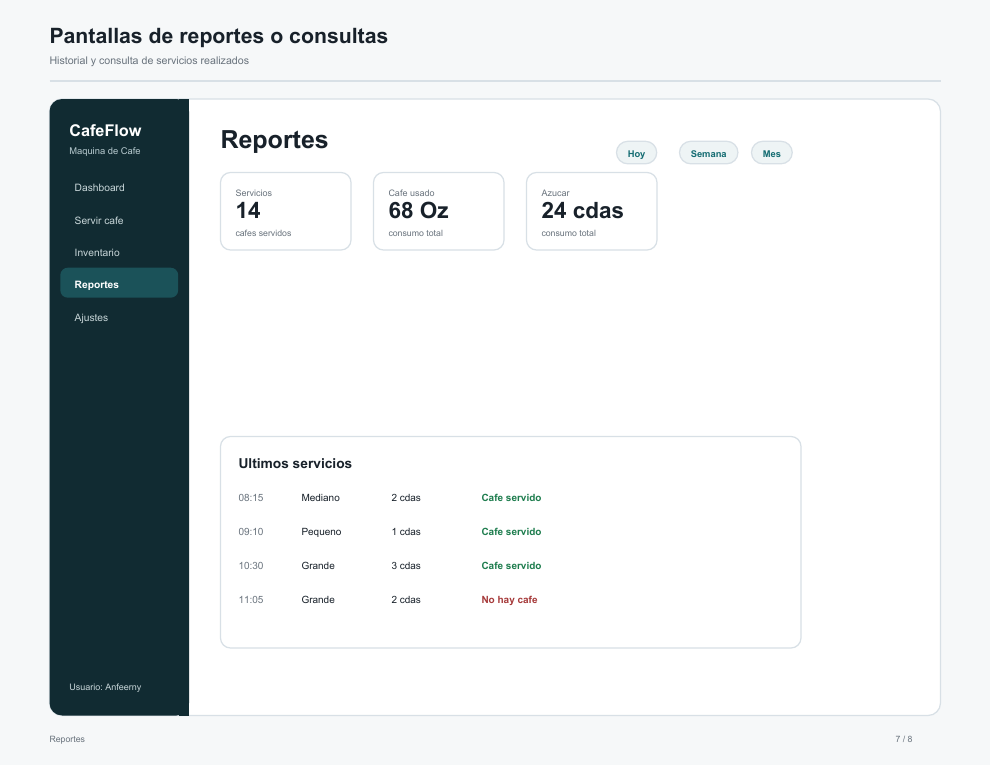 Pantallas de reportes o consultas
Historial y consulta de servicios realizados
CafeFlow
Maquina de Cafe
Dashboard
Servir cafe
Inventario
Reportes
Ajustes
Usuario: Anfeerny
Reportes
Hoy Semana Mes
Servicios
14
cafes servidos
Cafe usado
68 Oz
consumo total
Azucar
24 cdas
consumo total
Ultimos servicios
08:15 Mediano 2 cdas Cafe servido
09:10 Pequeno 1 cdas Cafe servido
10:30 Grande 3 cdas Cafe servido
11:05 Grande 2 cdas No hay cafe
Reportes 7 / 8